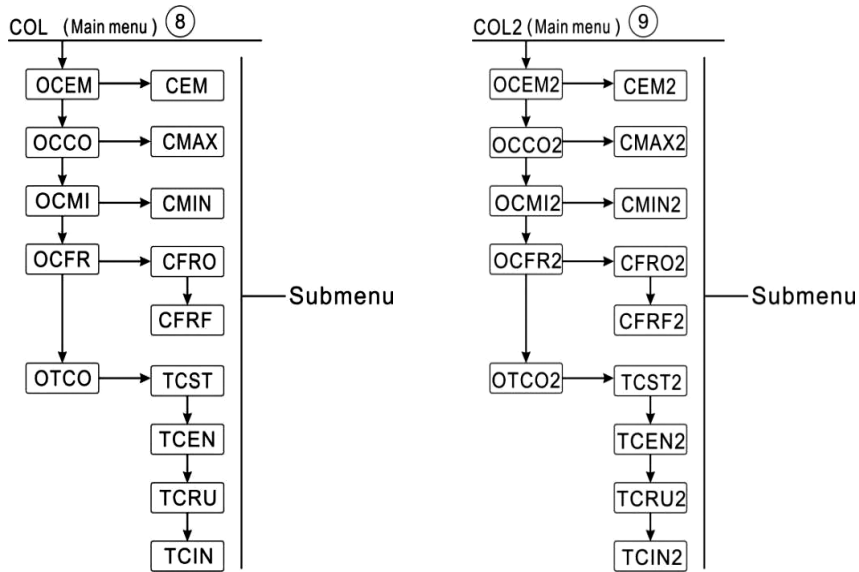 COL (Main menu) 8
OCEM CEM
OCCO CMAX
OCMI CMIN
OCFR CFRO
CFRF
OTCO TCST
TCEN
TCRU
TCIN
Submenu
COL2 (Main menu) 9
OCEM2 CEM2
OCCO2 CMAX2
OCMI2 CMIN2
OCFR2 CFRO2
CFRF2
OTCO2 TCST2
TCEN2
TCRU2
TCIN2
Submenu